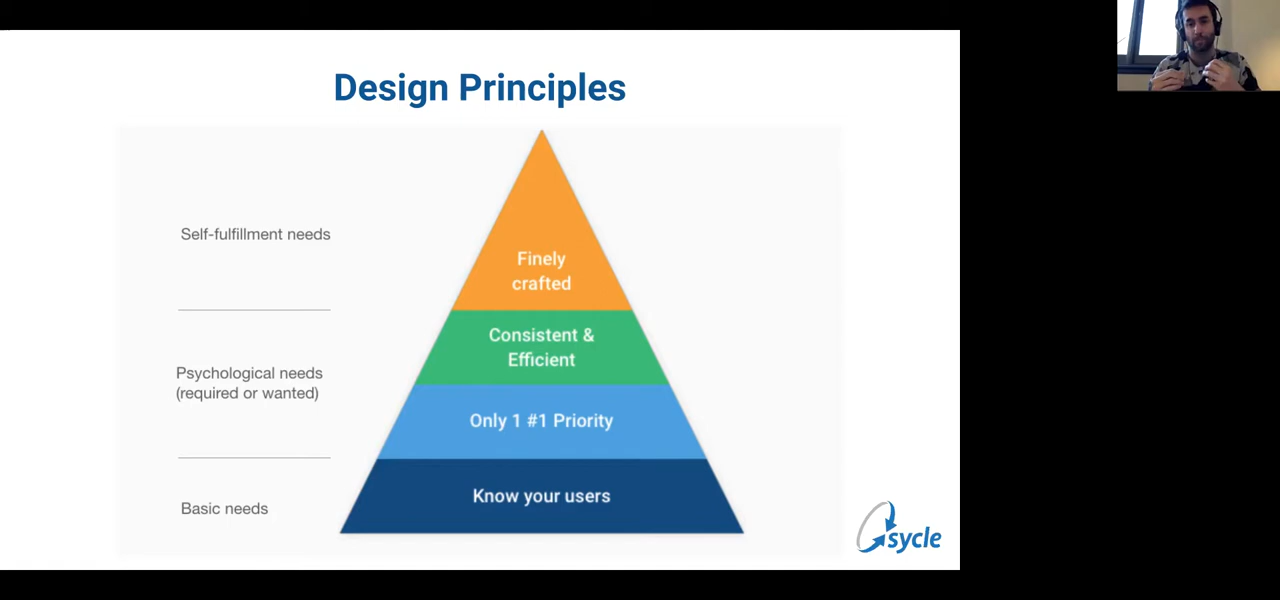 Design Principles
Self-fulfillment needs
Finely
crafted
Consistent &
Efficient
Psychological needs
(required or wanted)
Only 1 #1 Priority
Know your users
Basic needs
sycle